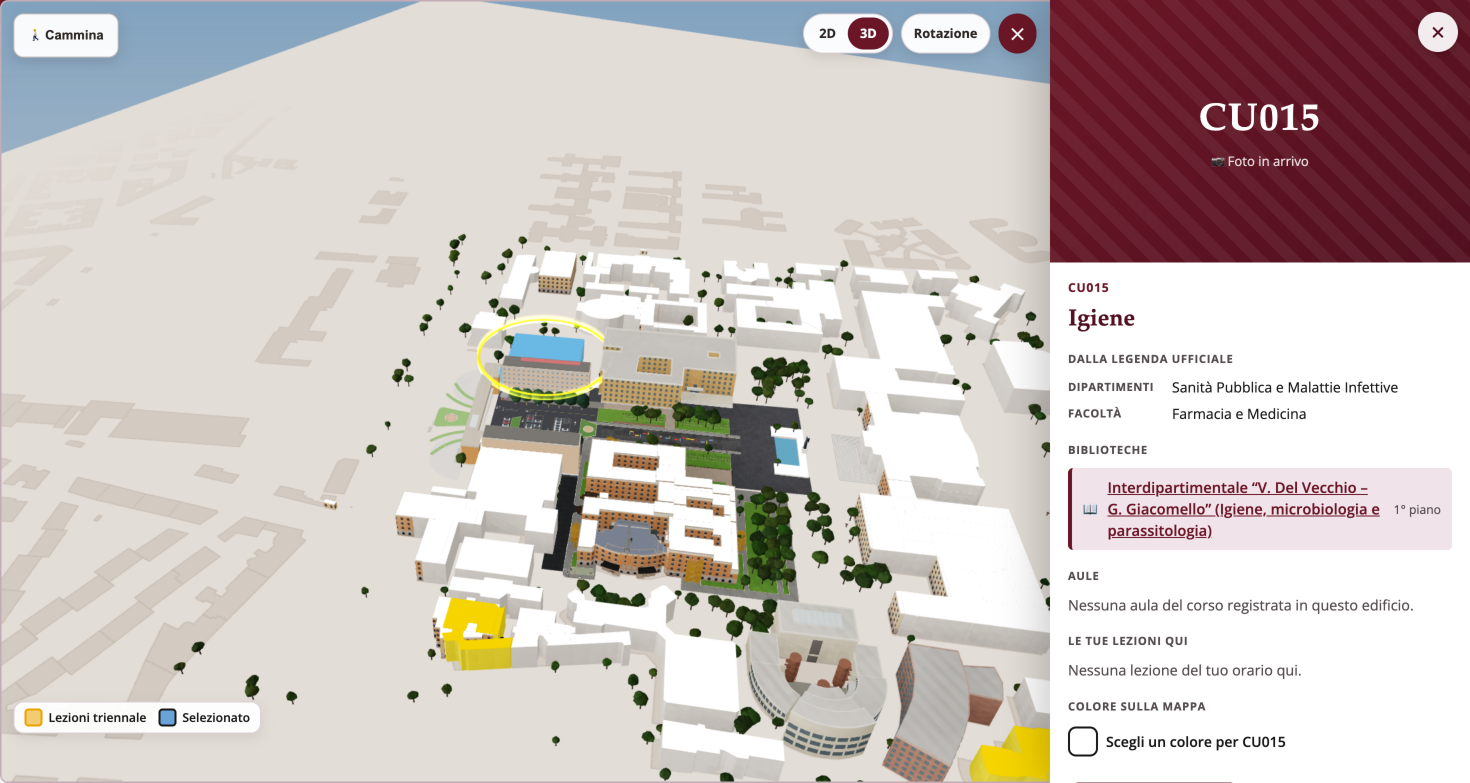 Cammina
2D 3D Rotazione
CU015
Foto in arrivo
CU015
Igiene
DALLA LEGENDA UFFICIALE
DIPARTIMENTI Sanità Pubblica e Malattie Infettive
FACOLTÀ Farmacia e Medicina
BIBLIOTECHE
Interdipartimentale “V. Del Vecchio –
G. Giacomello” (Igiene, microbiologia e 1° piano
parassitologia)
AULE
Nessuna aula del corso registrata in questo edificio.
LE TUE LEZIONI QUI
Nessuna lezione del tuo orario qui.
COLORE SULLA MAPPA
Scegli un colore per CU015
Lezioni triennale Selezionato